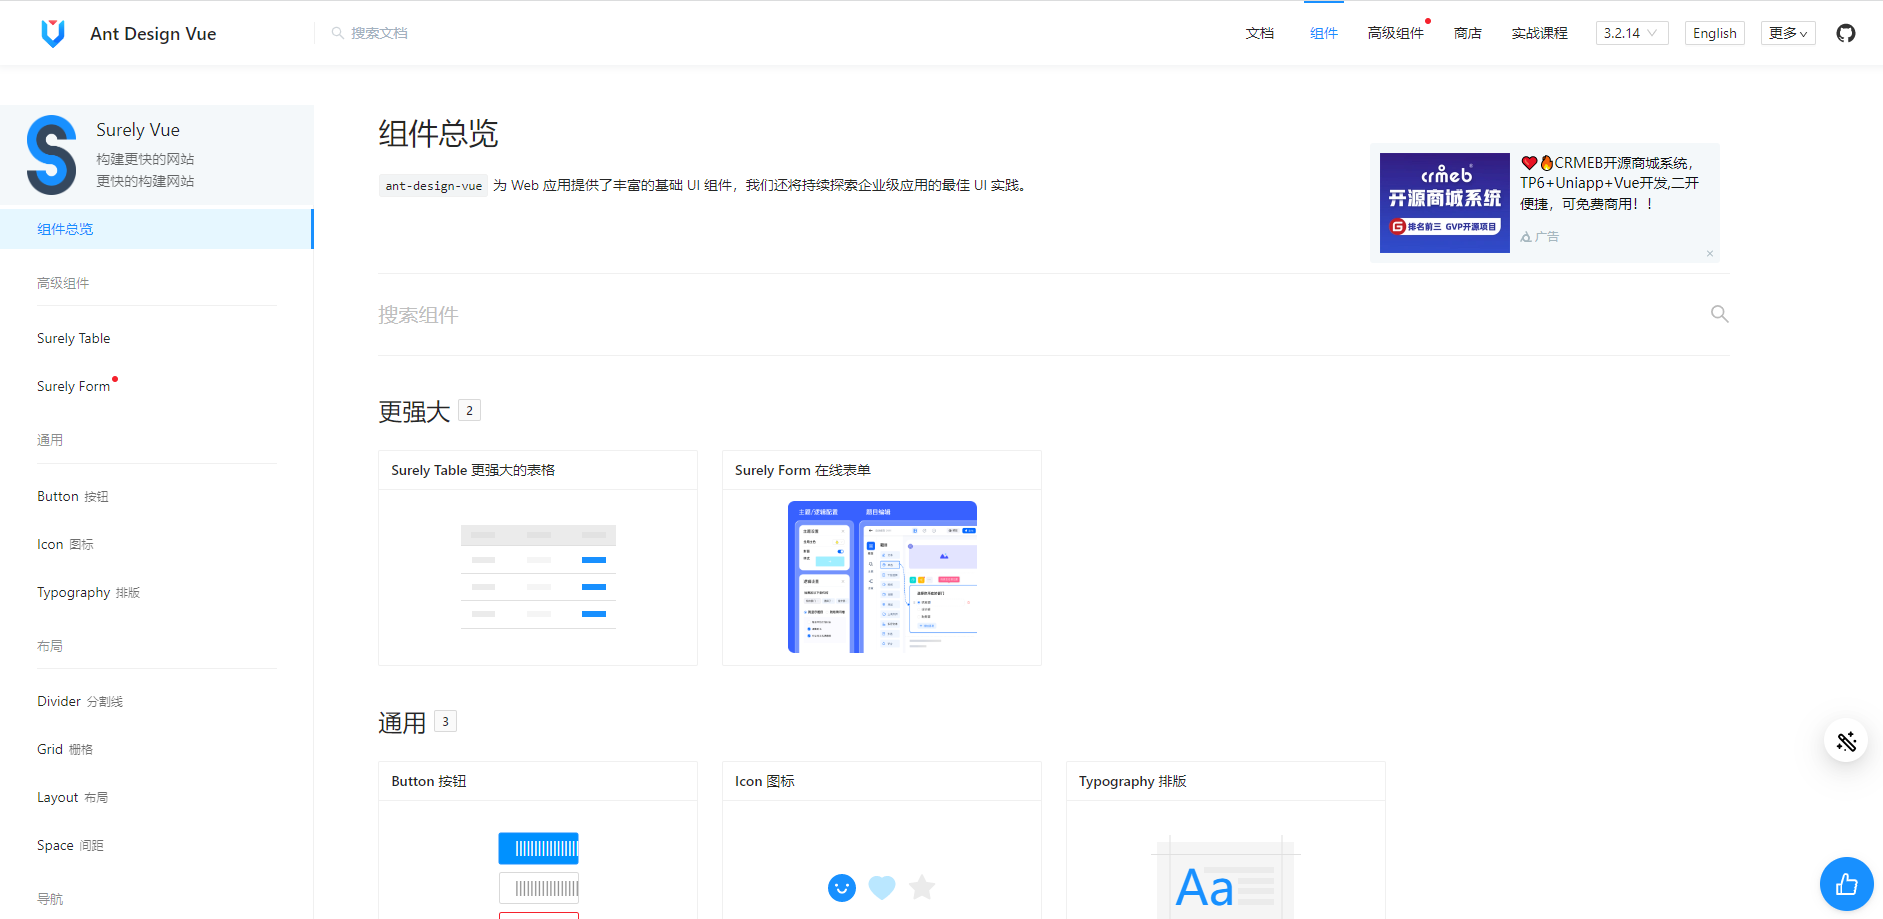 Ant Design Vue
搜索文档
文档
组件
高级组件
商店
实战课程
3.2.14
English
更多
Surely Vue
构建更快的网站
更快的构建网站
组件总览
高级组件
Surely Table
Surely Form
通用
Button 按钮
Icon 图标
Typography 排版
布局
Divider 分割线
Grid 栅格
Layout 布局
Space 间距
导航
组件总览
ant-design-vue 为 Web 应用提供了丰富的基础 UI 组件，我们还将持续探索企业级应用的最佳 UI 实践。
crmeb
开源商城系统
G 排名前三 GVP开源项目
CRMEB开源商城系统，
TP6+Uniapp+Vue开发,二开
便捷，可免费商用！！
广告
搜索组件
更强大 2
Surely Table 更强大的表格
Surely Form 在线表单
主题/逻辑配置
题目编辑
通用 3
Button 按钮
Icon 图标
Typography 排版
Aa